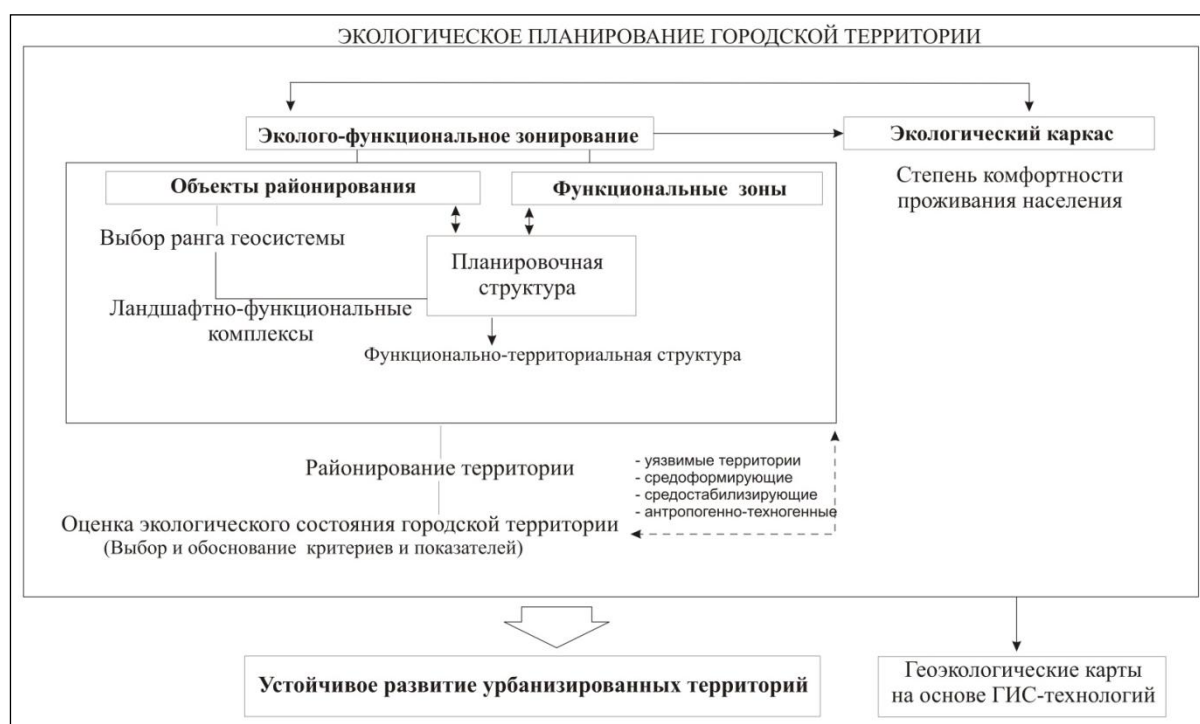 ЭКОЛОГИЧЕСКОЕ ПЛАНИРОВАНИЕ ГОРОДСКОЙ ТЕРРИТОРИИ
Эколого-функциональное зонирование
Экологический каркас
Степень комфортности
проживания населения
Объекты районирования
Функциональные зоны
Выбор ранга геосистемы
Планировочная
структура
Ландшафтно-функциональные
комплексы
Функционально-территориальная структура
Районирование территории
- уязвимые территории
- средоформирующие
- средостабилизирующие
- антропогенно-техногенные
Оценка экологического состояния городской территории
(Выбор и обоснование критериев и показателей)
Устойчивое развитие урбанизированных территорий
Геоэкологические карты
на основе ГИС-технологий